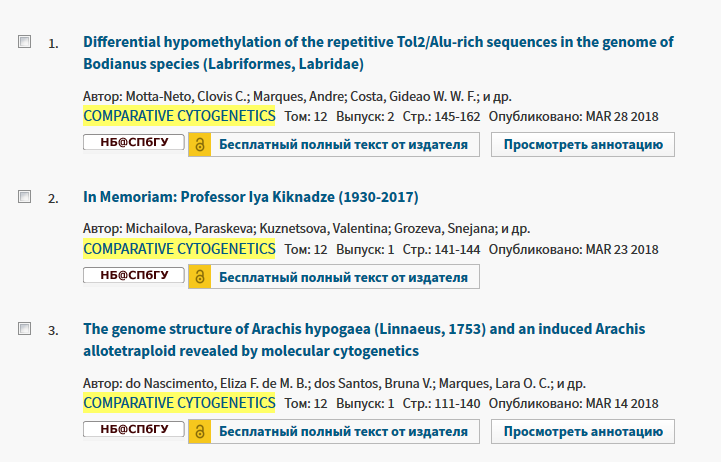 1. Differential hypomethylation of the repetitive Tol2/Alu-rich sequences in the genome of
Bodianus species (Labriformes, Labridae)
Автор: Motta-Neto, Clovis C.; Marques, Andre; Costa, Gideao W. W. F.; и др.
COMPARATIVE CYTOGENETICS Том: 12 Выпуск: 2 Стр.: 145-162 Опубликовано: MAR 28 2018
НБ@СПбГУ Бесплатный полный текст от издателя Просмотреть аннотацию
2. In Memoriam: Professor Iya Kiknadze (1930-2017)
Автор: Michailova, Paraskeva; Kuznetsova, Valentina; Grozeva, Snejana; и др.
COMPARATIVE CYTOGENETICS Том: 12 Выпуск: 1 Стр.: 141-144 Опубликовано: MAR 23 2018
НБ@СПбГУ Бесплатный полный текст от издателя
3. The genome structure of Arachis hypogaea (Linnaeus, 1753) and an induced Arachis
allotetraploid revealed by molecular cytogenetics
Автор: do Nascimento, Eliza F. de M. B.; dos Santos, Bruna V.; Marques, Lara O. C.; и др.
COMPARATIVE CYTOGENETICS Том: 12 Выпуск: 1 Стр.: 111-140 Опубликовано: MAR 14 2018
НБ@СПбГУ Бесплатный полный текст от издателя Просмотреть аннотацию